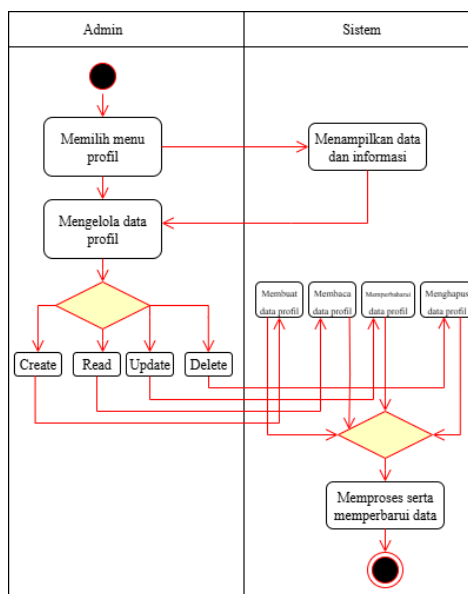 Admin
Sistem
Memilih menu
profil
Menampilkan data
dan informasi
Mengelola data
profil
Membuat
data profil
Membaca
data profil
Memperbaharui
data profil
Menghapus
data profil
Create
Read
Update
Delete
Memproses serta
memperbarui data